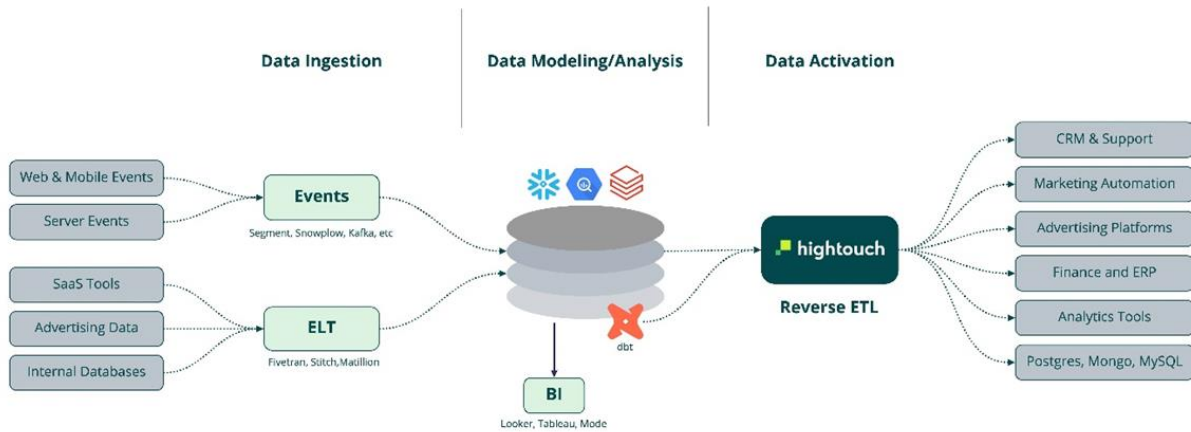 Data Ingestion
Data Modeling/Analysis
Data Activation
Web & Mobile Events
Server Events
Events
Segment, Snowplow, Kafka, etc
SaaS Tools
Advertising Data
Internal Databases
ELT
Fivetran, Stitch,Matillion
dbt
BI
Looker, Tableau, Mode
hightouch
Reverse ETL
CRM & Support
Marketing Automation
Advertising Platforms
Finance and ERP
Analytics Tools
Postgres, Mongo, MySQL